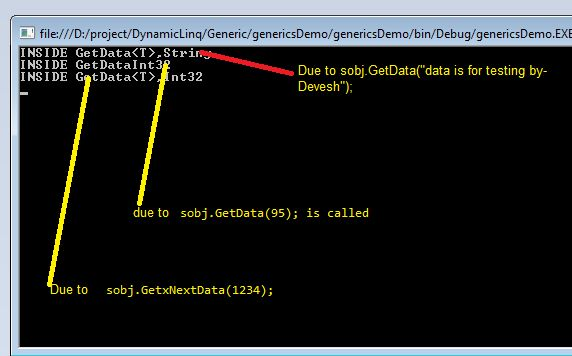 file:///D:/project/DynamicLinq/Generic/genericsDemo/genericsDemo/bin/Debug/genericsDemo.EXE
INSIDE GetData<T>,String
INSIDE GetDataInt32
INSIDE GetData<T>,Int32
Due to sobj.GetData("data is for testing by-
Devesh");
due to sobj.GetData(95); is called
Due to sobj.GetxNextData(1234);